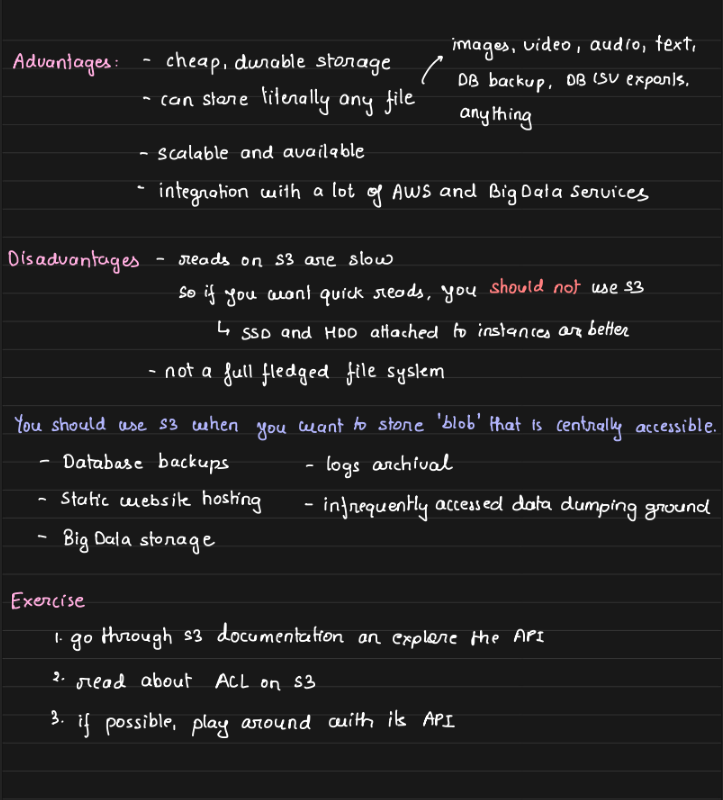 Advantages: - cheap, durable storage
- can store literally any file
images, video, audio, text,
DB backup, DB CSV exports,
anything
- scalable and available
- integration with a lot of AWS and Big Data Services
Disadvantages - reads on S3 are slow
So if you want quick reads, you should not use S3
↳ SSD and HDD attached to instances are better
- not a full fledged file system
You should use S3 when you want to store 'blob' that is centrally accessible.
- Database backups - logs archival
- Static website hosting - infrequently accessed data dumping ground
- Big Data storage
Exercise
1. go through S3 documentation an explore the API
2. read about ACL on S3
3. if possible, play around with its API